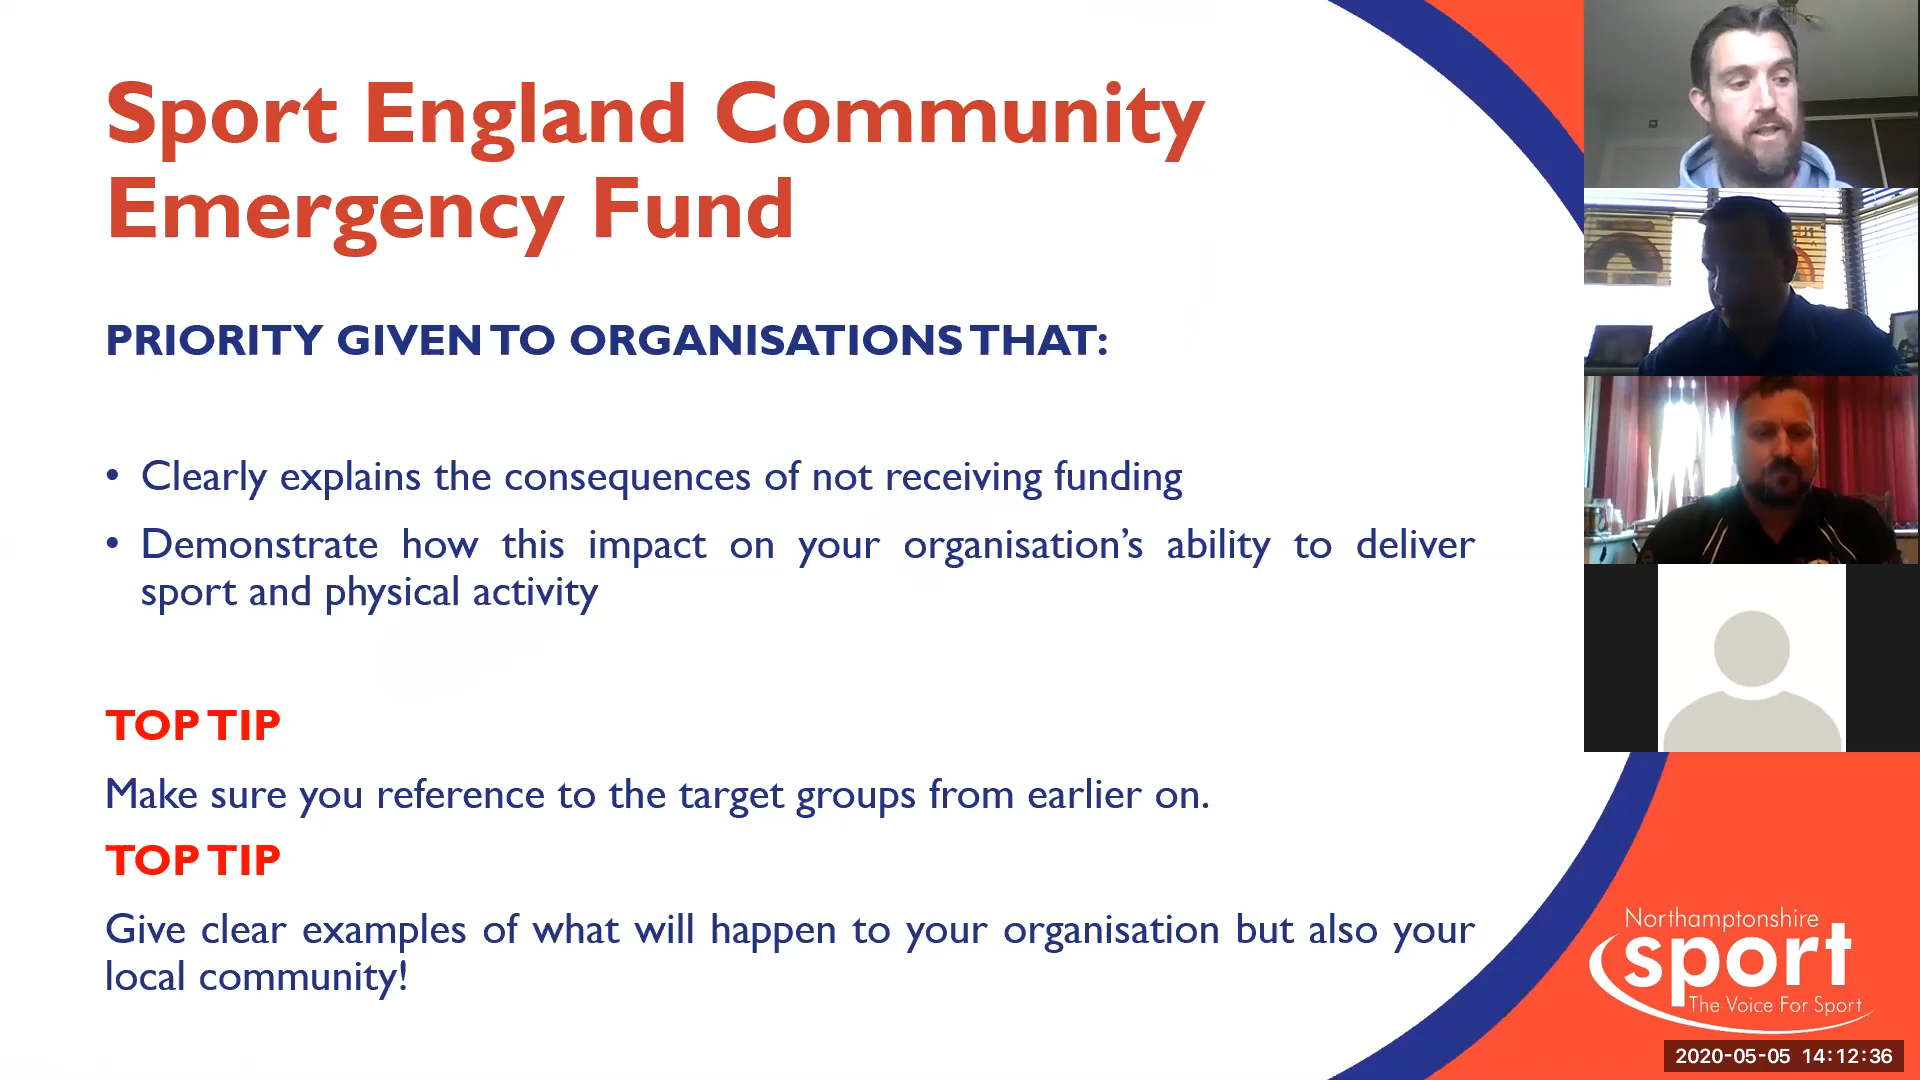 Sport England Community
Emergency Fund
PRIORITY GIVEN TO ORGANISATIONS THAT:
• Clearly explains the consequences of not receiving funding
• Demonstrate how this impact on your organisation’s ability to deliver
sport and physical activity
TOP TIP
Make sure you reference to the target groups from earlier on.
TOP TIP
Give clear examples of what will happen to your organisation but also your
local community!
Northamptonshire
sport
The Voice For Sport
2020-05-05 14:12:36